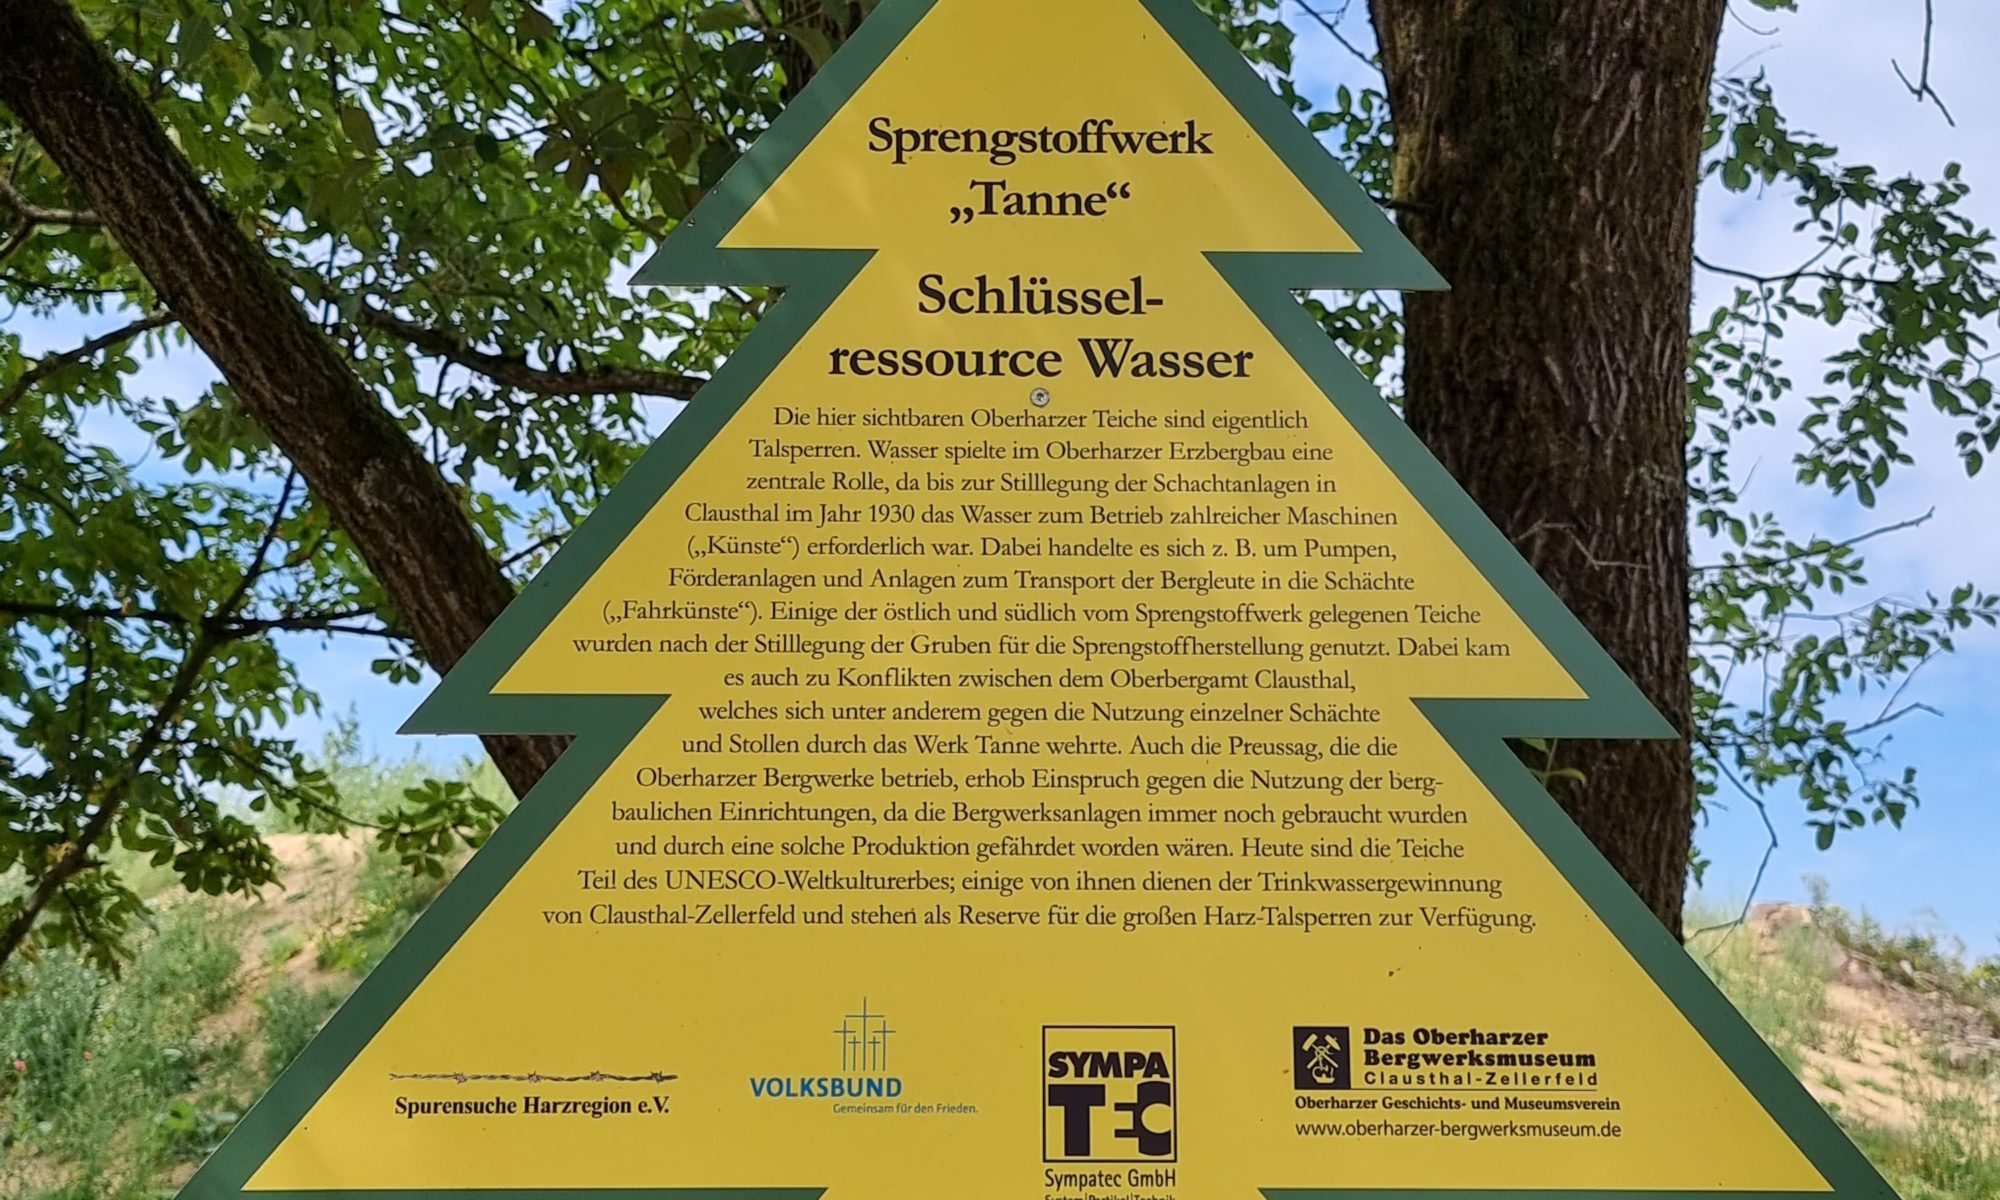 Sprengstoffwerk
„Tanne“
Schlüssel-
ressource Wasser
Die hier sichtbaren Oberharzer Teiche sind eigentlich
Talsperren. Wasser spielte im Oberharzer Erzbergbau eine
zentrale Rolle, da bis zur Stilllegung der Schachtanlagen in
Clausthal im Jahr 1930 das Wasser zum Betrieb zahlreicher Maschinen
(„Künste“) erforderlich war. Dabei handelte es sich z. B. um Pumpen,
Förderanlagen und Anlagen zum Transport der Bergleute in die Schächte
(„Fahrkünste“). Einige der östlich und südlich vom Sprengstoffwerk gelegenen Teiche
wurden nach der Stilllegung der Gruben für die Sprengstoffherstellung genutzt. Dabei kam
es auch zu Konflikten zwischen dem Oberbergamt Clausthal,
welches sich unter anderem gegen die Nutzung einzelner Schächte
und Stollen durch das Werk Tanne wehrte. Auch die Preussag, die die
Oberharzer Bergwerke betrieb, erhob Einspruch gegen die Nutzung der berg-
baulichen Einrichtungen, da die Bergwerksanlagen immer noch gebraucht wurden
und durch eine solche Produktion gefährdet worden wären. Heute sind die Teiche
Teil des UNESCO-Weltkulturerbes; einige von ihnen dienen der Trinkwassergewinnung
von Clausthal-Zellerfeld und stehen als Reserve für die großen Harz-Talsperren zur Verfügung.
Spurensuche Harzregion e.V.
VOLKSBUND
Gemeinsam für den Frieden.
SYMPA
TEC
Sympatec GmbH
System|Partikel|Technik
Das Oberharzer
Bergwerksmuseum
Clausthal-Zellerfeld
Oberharzer Geschichts- und Museumsverein
www.oberharzer-bergwerksmuseum.de